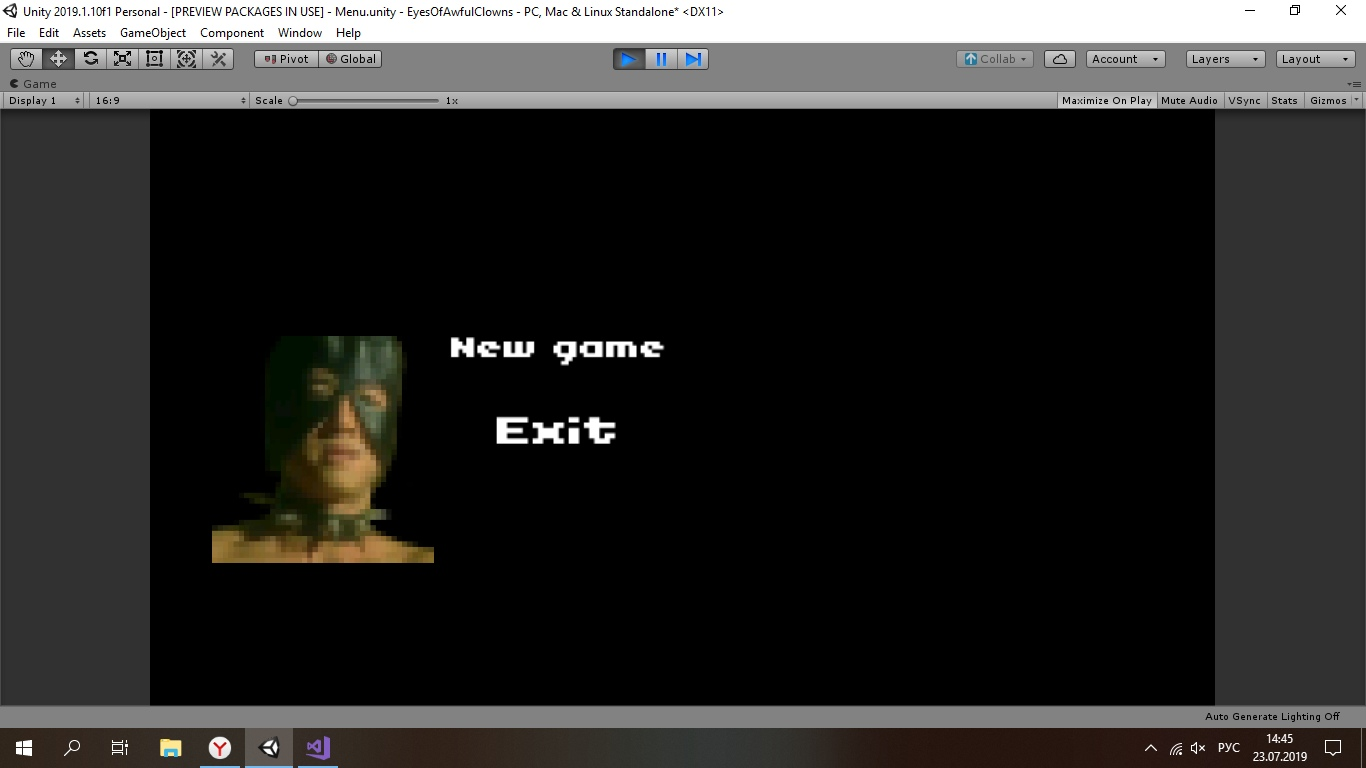 Unity 2019.1.10f1 Personal - [PREVIEW PACKAGES IN USE] - Menu.unity - EyesOfAwfulClowns - PC, Mac & Linux Standalone* <DX11>
File Edit Assets GameObject Component Window Help
Pivot Global Collab Account Layers Layout
Game
Display 1 16:9 Scale 1x Maximize On Play Mute Audio VSync Stats Gizmos
New game
Exit
Auto Generate Lighting Off
РУС 14:45
23.07.2019